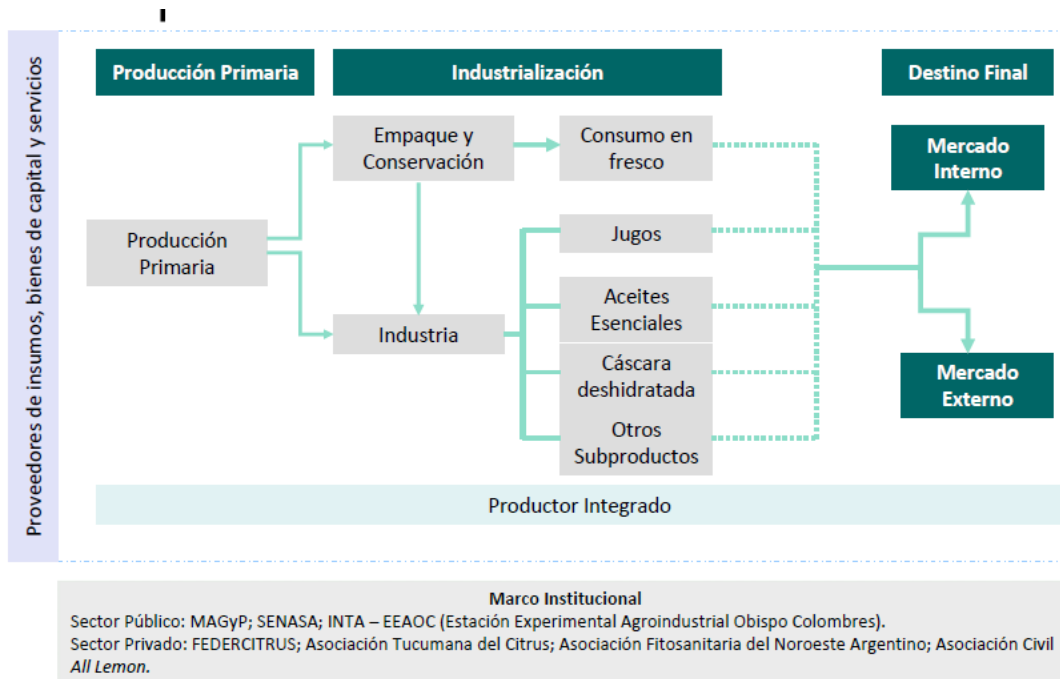 Proveedores de insumos, bienes de capital y servicios
Producción Primaria
Industrialización
Destino Final
Empaque y
Conservación
Consumo en
fresco
Mercado
Interno
Producción
Primaria
Jugos
Industria
Aceites
Esenciales
Cáscara
deshidratada
Otros
Subproductos
Mercado
Externo
Productor Integrado
Marco Institucional
Sector Público: MAGyP; SENASA; INTA – EEAOC (Estación Experimental Agroindustrial Obispo Colombres).
Sector Privado: FEDERCITRUS; Asociación Tucumana del Citrus; Asociación Fitosanitaria del Noroeste Argentino; Asociación Civil
All Lemon.